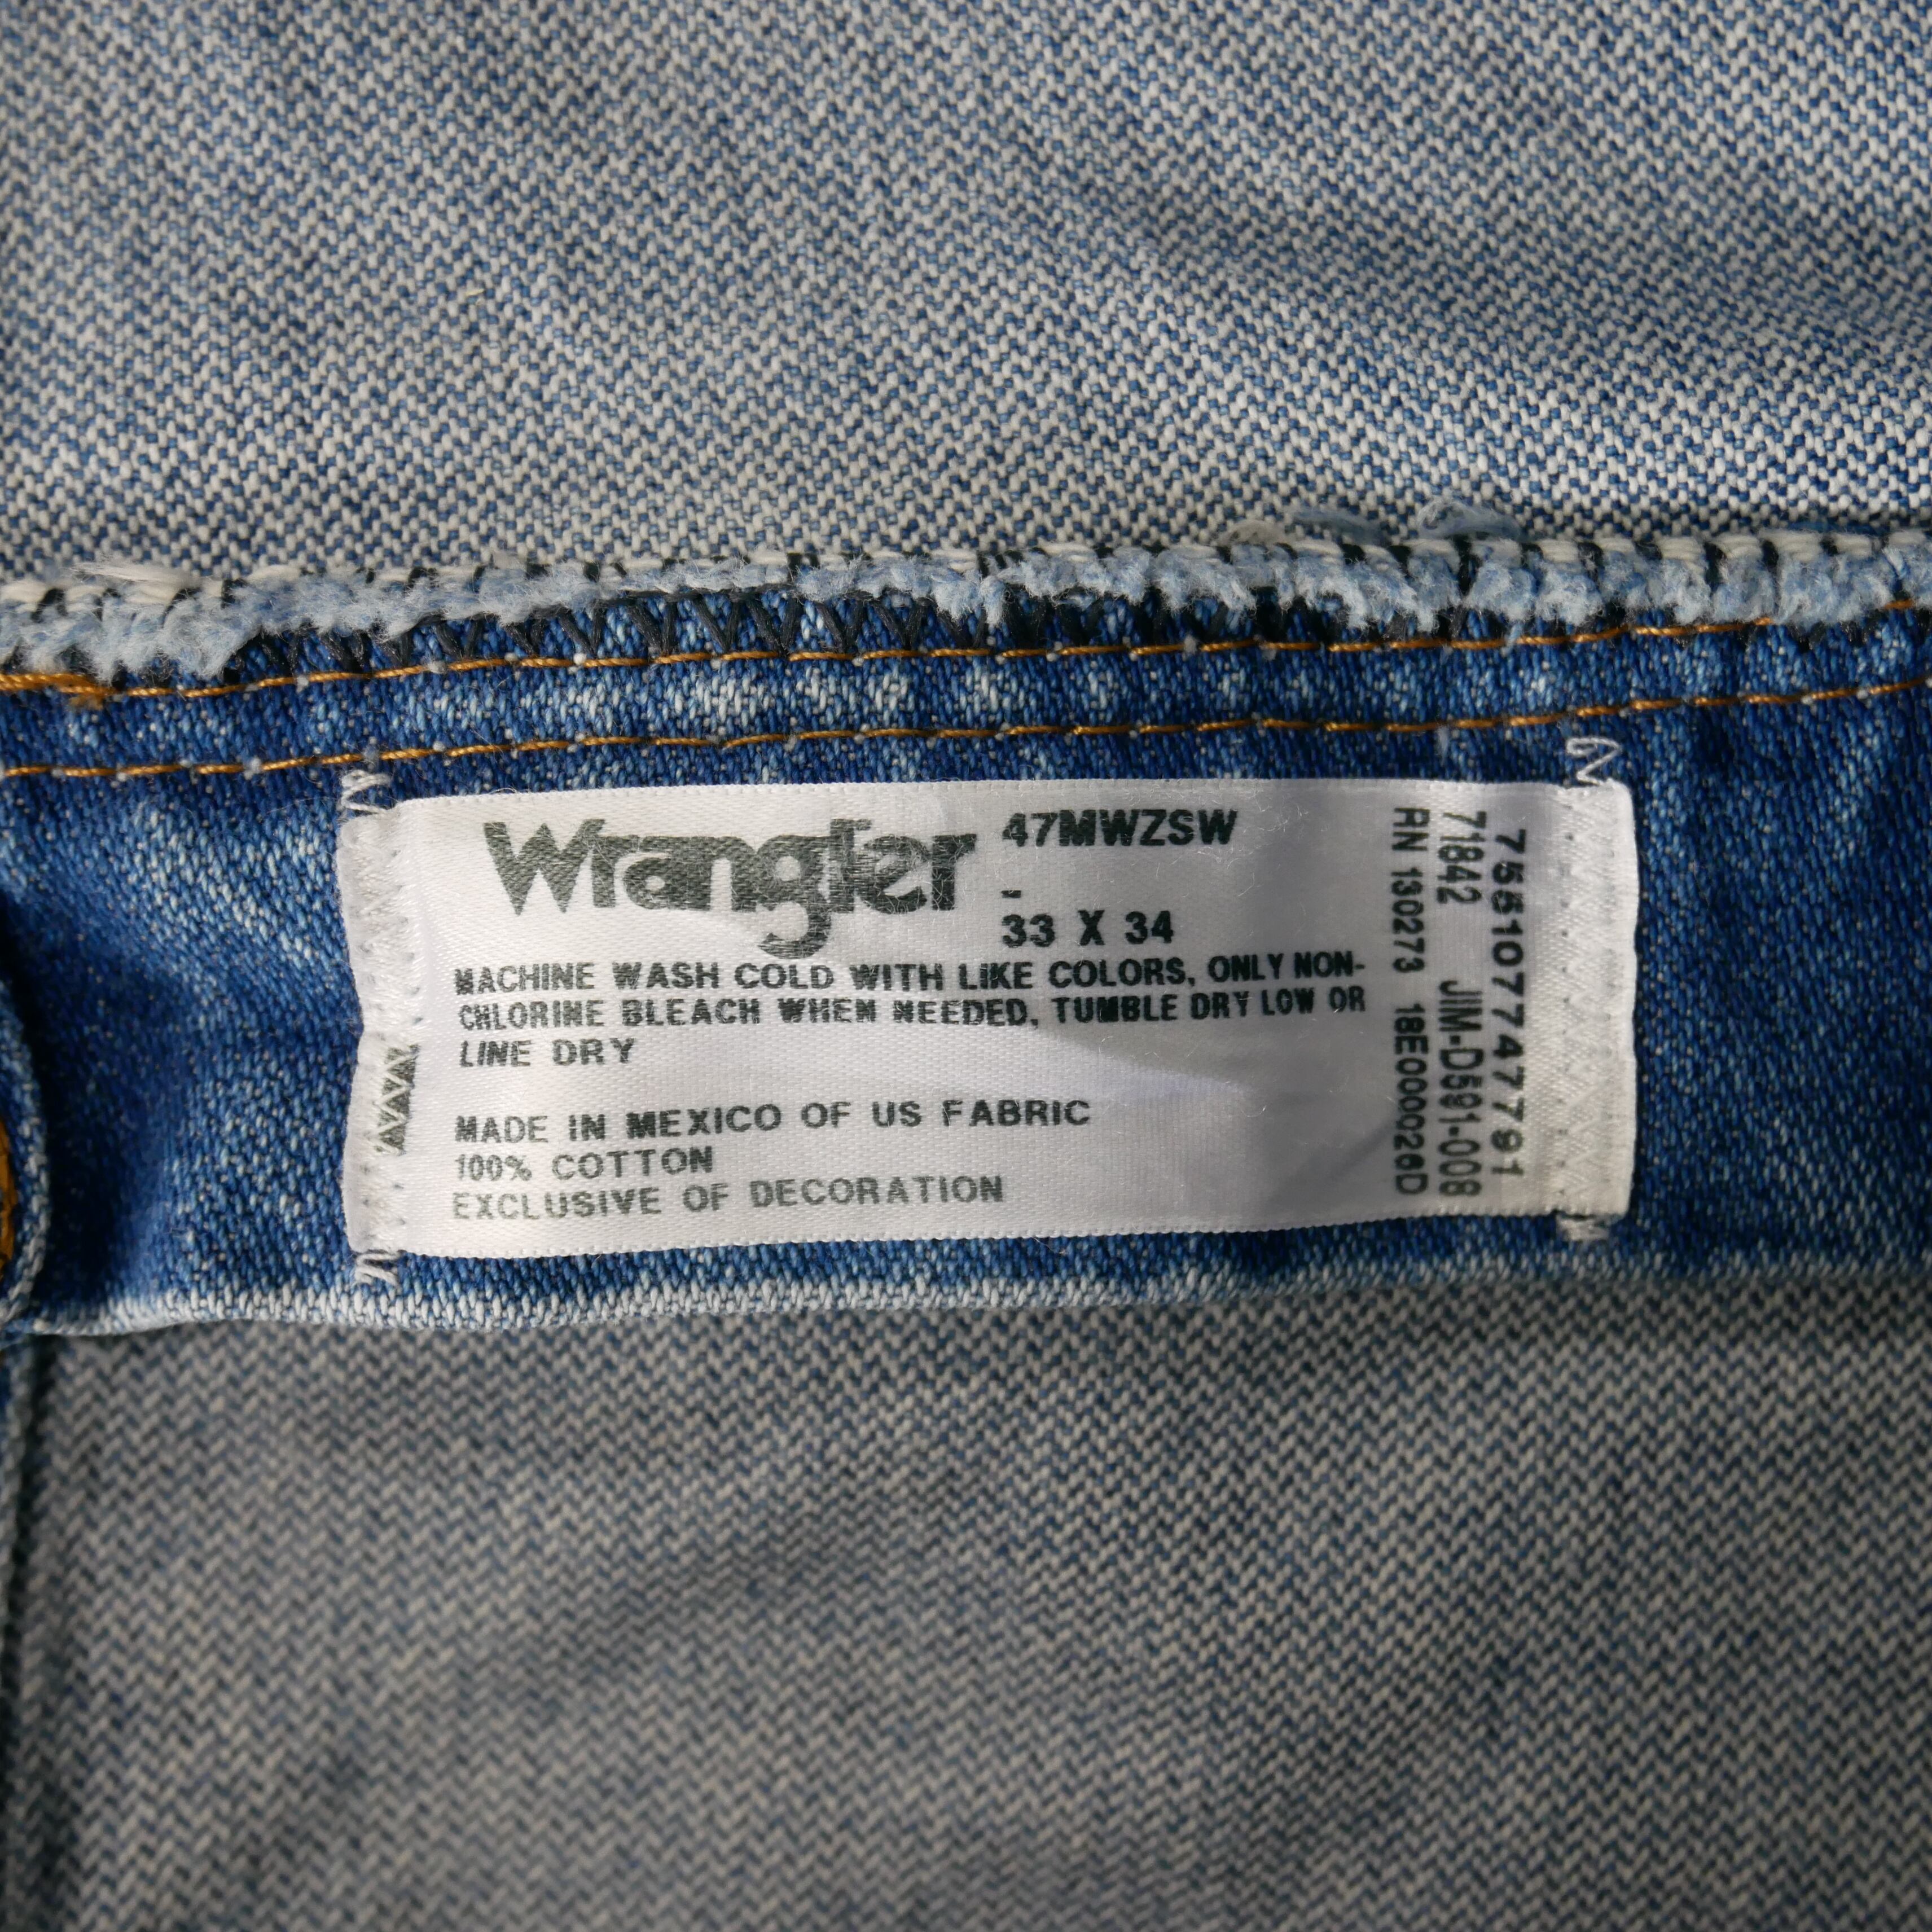 Wrangler
47MWZSW
-
33 X 34
MACHINE WASH COLD WITH LIKE COLORS, ONLY NON-
CHLORINE BLEACH WHEN NEEDED, TUMBLE DRY LOW OR
LINE DRY
MADE IN MEXICO OF US FABRIC
100% COTTON
EXCLUSIVE OF DECORATION
755107747791
71842 JIM-D591-008
RN 130273 18E000026D